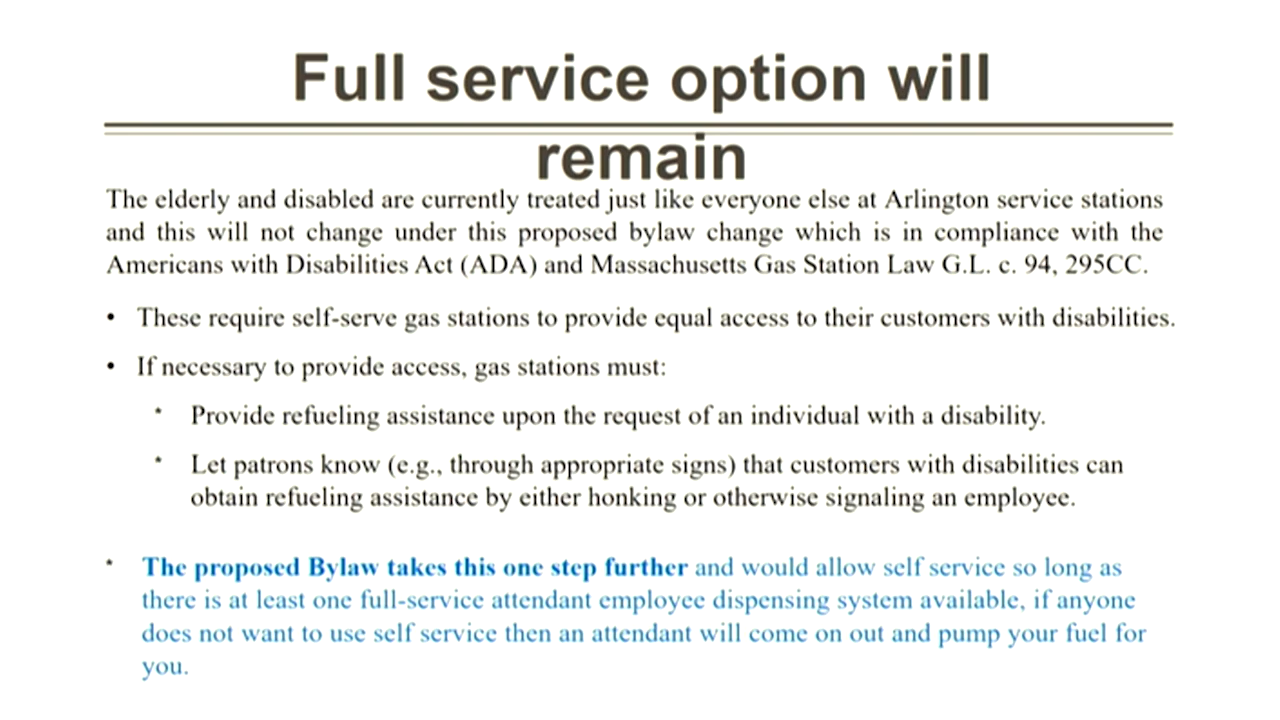 Full service option will
remain
The elderly and disabled are currently treated just like everyone else at Arlington service stations
and this will not change under this proposed bylaw change which is in compliance with the
Americans with Disabilities Act (ADA) and Massachusetts Gas Station Law G.L. c. 94, 295CC.
• These require self-serve gas stations to provide equal access to their customers with disabilities.
• If necessary to provide access, gas stations must:
* Provide refueling assistance upon the request of an individual with a disability.
* Let patrons know (e.g., through appropriate signs) that customers with disabilities can
obtain refueling assistance by either honking or otherwise signaling an employee.
* The proposed Bylaw takes this one step further and would allow self service so long as
there is at least one full-service attendant employee dispensing system available, if anyone
does not want to use self service then an attendant will come on out and pump your fuel for
you.